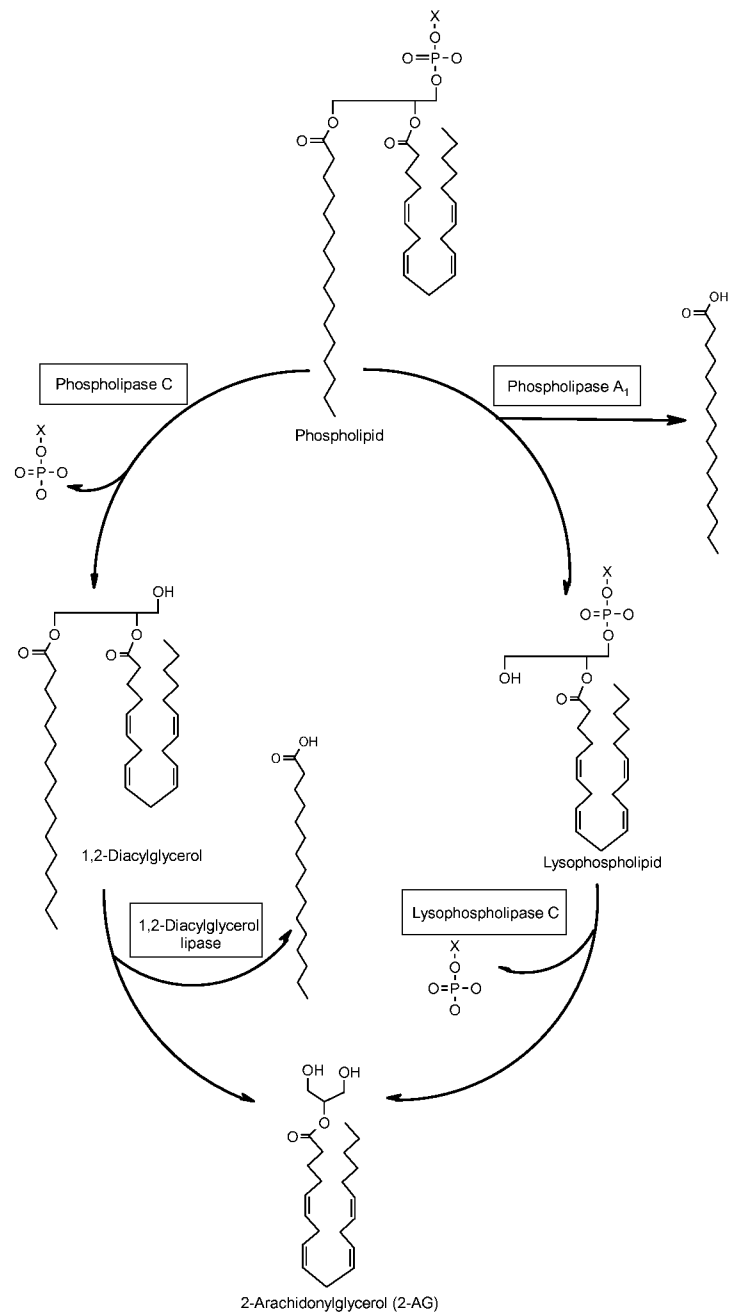 X
O
O=P-O
O
O
O
O
O
O
OH
Phospholipase C
Phospholipase A1
X
O
O=P-O
O
Phospholipid
OH
O
O
O
O
X
O
O=P-O
O
OH
O
O
O
OH
1,2-Diacylglycerol
Lysophospholipid
1,2-Diacylglycerol
lipase
Lysophospholipase C
X
O
O=P-O
O
OH
OH
O
O
2-Arachidonylglycerol (2-AG)